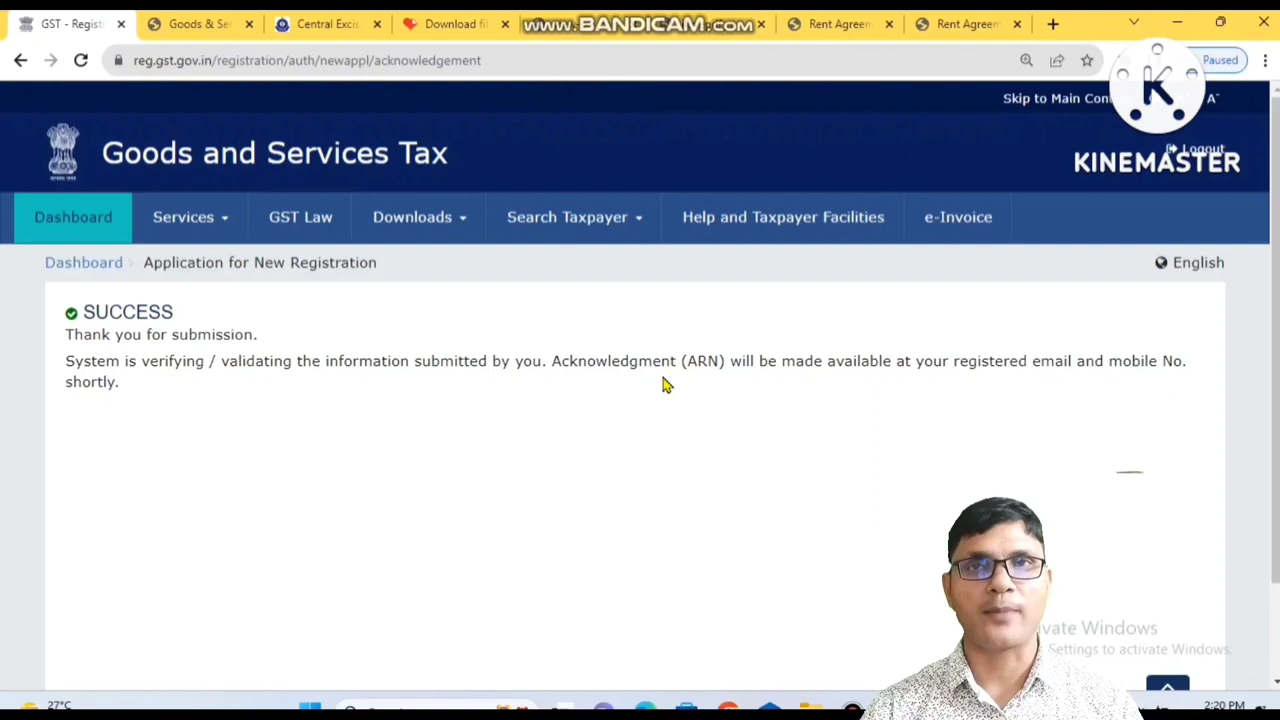 GST - Regist
Goods & Se
Central Excis
Download fi
WWW.BANDICAM.COM
Rent Agreem
Rent Agreem
reg.gst.gov.in/registration/auth/newappl/acknowledgement
Paused
Skip to Main Con
A-
Goods and Services Tax
Logout
K
KINEMASTER
Dashboard
Services
GST Law
Downloads
Search Taxpayer
Help and Taxpayer Facilities
e-Invoice
Dashboard
Application for New Registration
English
SUCCESS
Thank you for submission.
System is verifying / validating the information submitted by you. Acknowledgment (ARN) will be made available at your registered email and mobile No.
shortly.
vate Windows
Settings to activate Windows.
27°C
2:20 PM